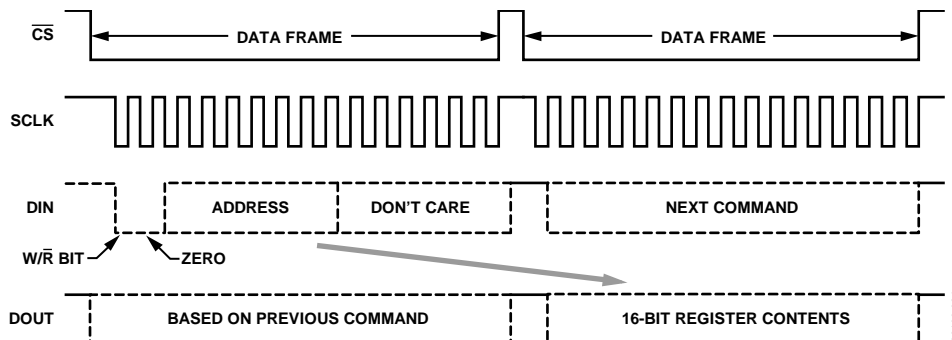 CS
DATA FRAME
DATA FRAME
SCLK
DIN
ADDRESS
DON'T CARE
NEXT COMMAND
W/R BIT
ZERO
DOUT
BASED ON PREVIOUS COMMAND
16-BIT REGISTER CONTENTS